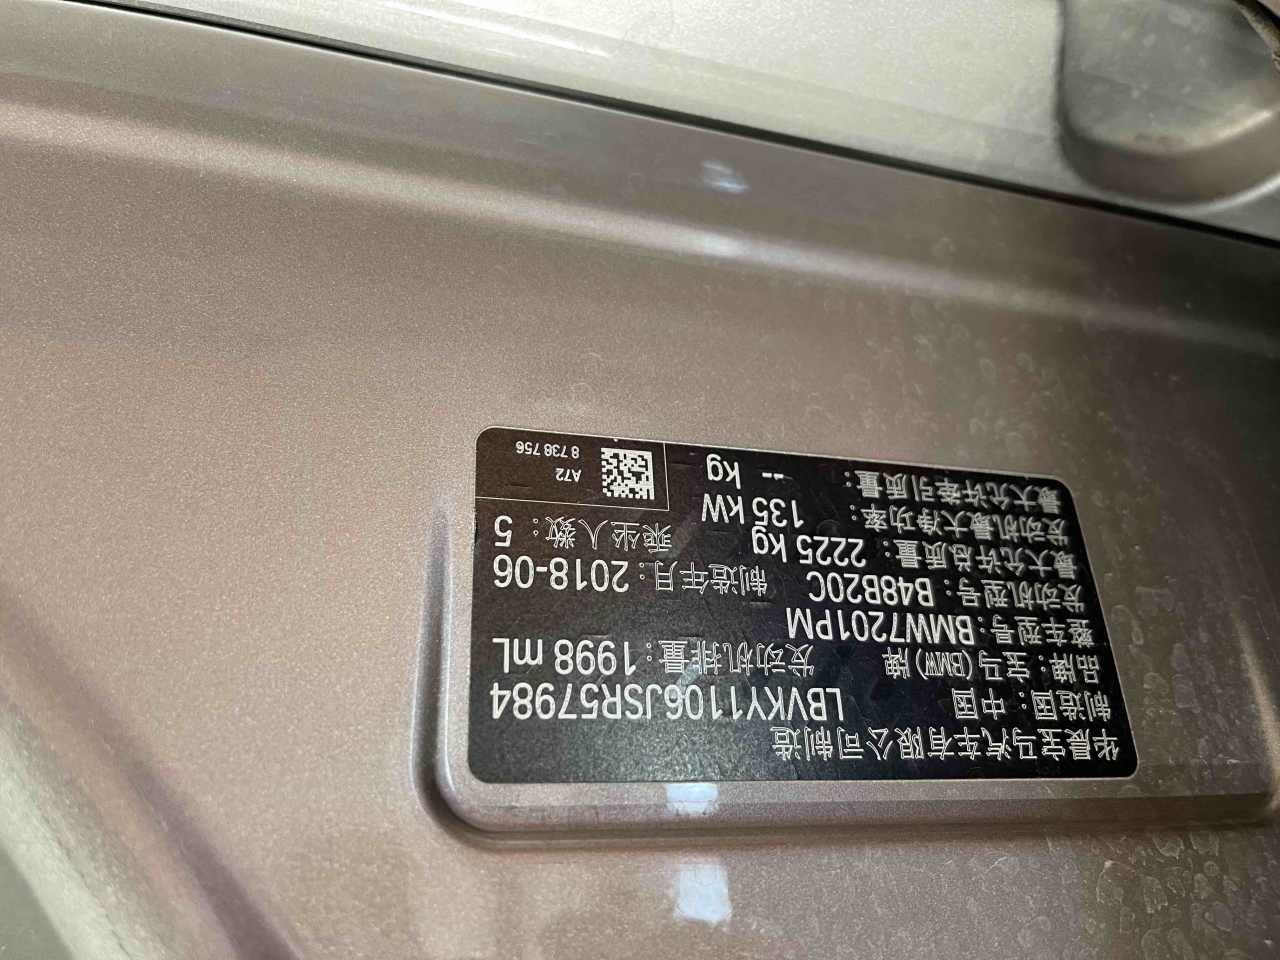 华晨宝马汽车有限公司制造
制造国：中国 LBVKY1106JSR57984
品牌：宝马(BMW)牌 发动机排量：1998 mL
整车型号：BMW7201PM
发动机型号：B48B20C 制造年月：2018-06
最大允许总质量：2225 kg 乘坐人数：5
发动机最大净功率：135 kW
最大允许牵引质量：-- kg
A72
8 738 756